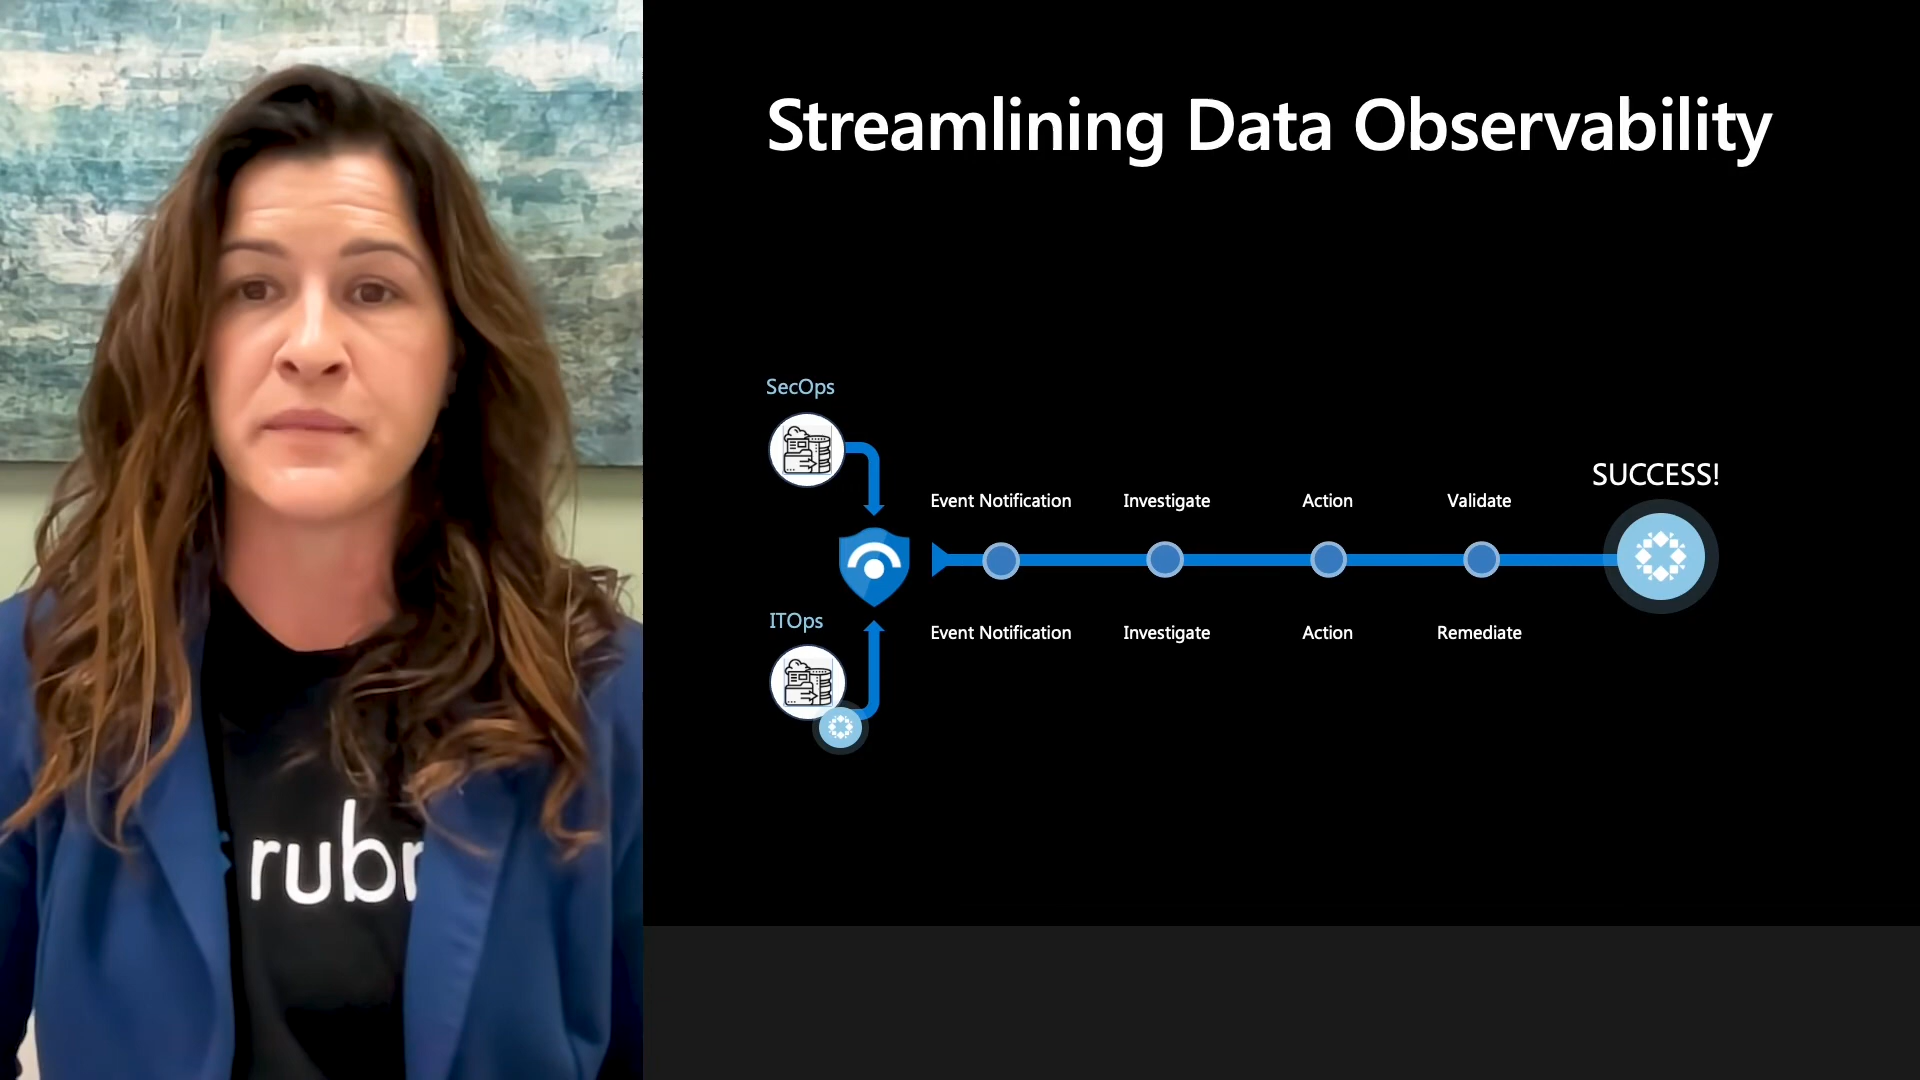 Streamlining Data Observability
SecOps
Event Notification Investigate Action Validate SUCCESS!
ITOps
Event Notification Investigate Action Remediate
rubr